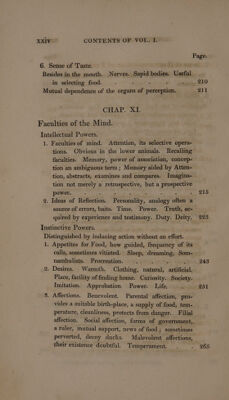 xxiv CONTENTS OF VOL. I.
Page.
6. Sense of Taste.
Resides in the mouth. Nerves. Sapid bodies. Useful
in selecting food. 210
Mutual dependence of the organs of perception. 211
CHAP. XI.
Faculties of the Mind.
Intellectual Powers.
1. Faculties of mind. Attention, its selective opera-
tions. Obvious in the lower animals. Recalling
faculties. Memory, power of association, concep-
tion an ambiguous term; Memory aided by Atten-
tion, abstracts, examines and compares. Imagina-
tion not merely a retrospective, but a prospective
power. 215
2. Ideas of Reflection. Personality, analogy often a
source of errors, bats. Time. Power. Truth, ac-
quired by experience and testimony. Duty. Deity. 223
Instinctive Powers.
Distinguished by inducing action without an effort.
1. Appetites for Food, how guided, frequency of its
calls, sometimes vitiated. Sleep, dreaming, Som-
nambulists. Procreation. 243
2. Desires. Warmth. Clothing, natural, artificial.
Place, faculty of finding home. Curiosity. Society.
Imitation. Approbation Power. Life. 251
3. Affections. Benevolent. Parental affection, pro-
vides a suitable birth-place, a supply of food, tem-
perature, cleanliness, protects from danger. Filial
affection. Social affection, forms of government,
a ruler, mutual support, news of food; sometimes
perverted, decoy ducks. Malevolent affections,
their existence doubtful. Temperament. 265